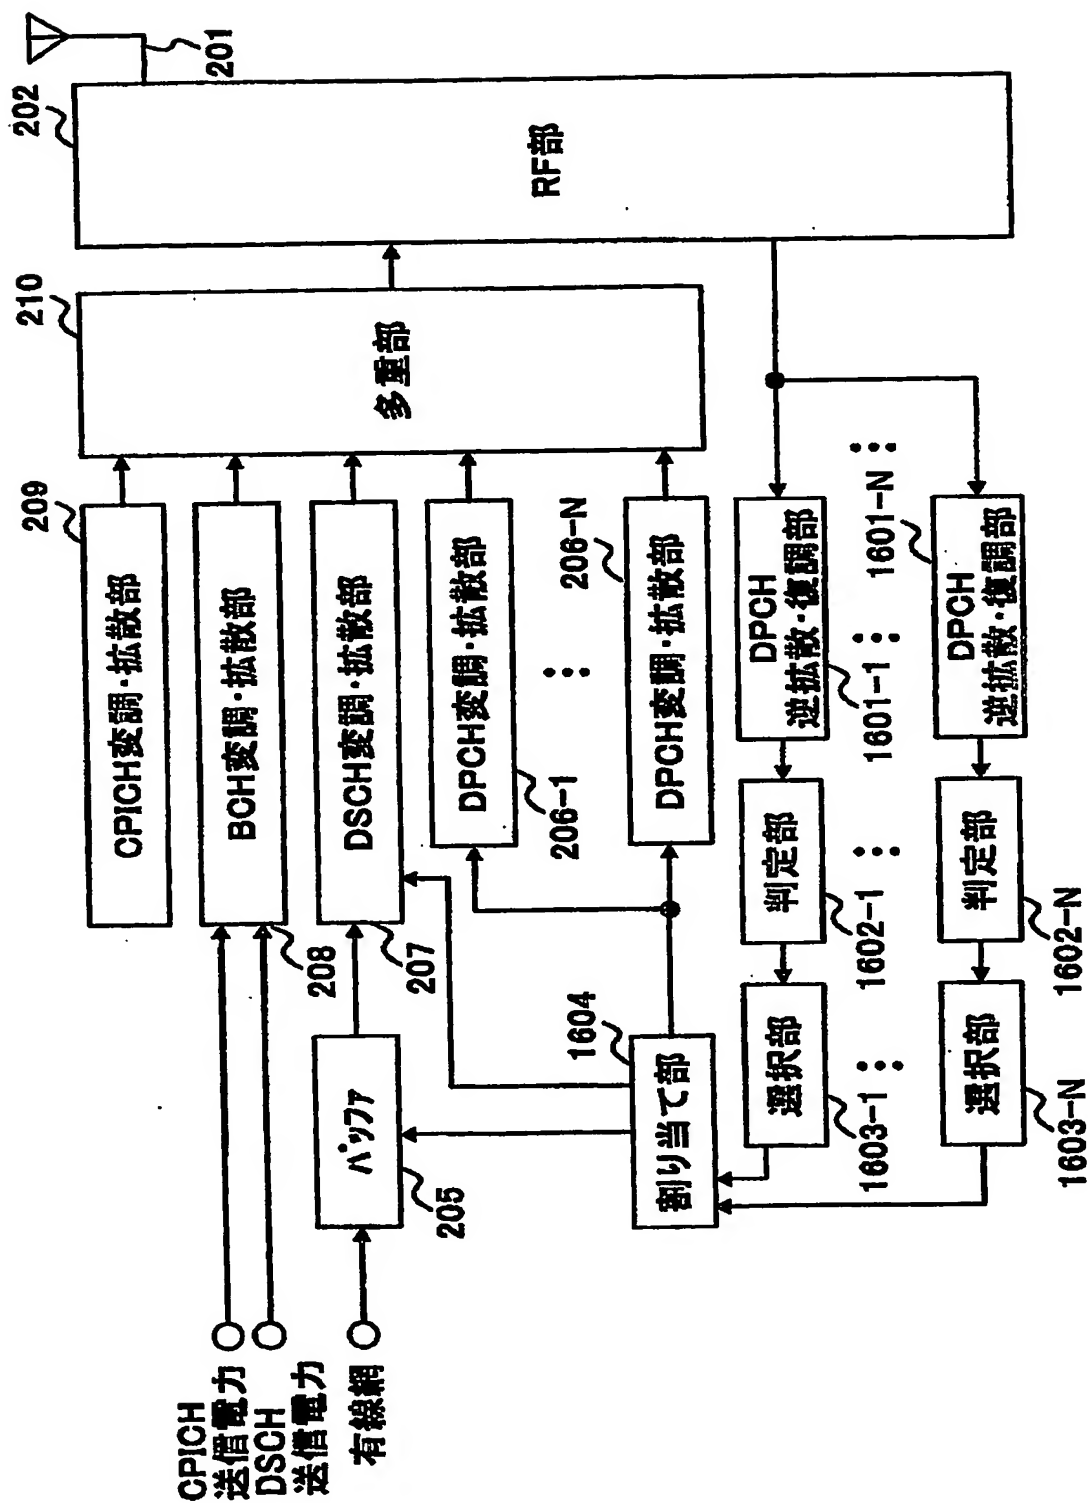 CPICH
送信電力
DSCH
送信電力
有線網
バッファ
205
CPICH変調・拡散部
209
BCH変調・拡散部
208
DSCH変調・拡散部
207
DPCH変調・拡散部
206-1
DPCH変調・拡散部
206-N
多重部
210
RF部
202
201
割り当て部
1604
選択部
1603-1
判定部
1602-1
DPCH
逆拡散・復調部
1601-1
選択部
1603-N
判定部
1602-N
DPCH
逆拡散・復調部
1601-N